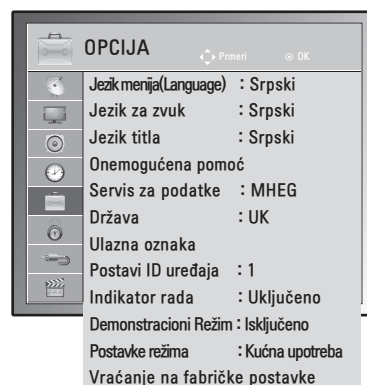 OPCIJA
Prmeri OK
Jezik menija(Language) : Srpski
Jezik za zvuk : Srpski
Jezik titla : Srpski
Onemogućena pomoć
Servis za podatke : MHEG
Država : UK
Ulazna oznaka
Postavi ID uređaja : 1
Indikator rada : Uključeno
Demonstracioni Režim : Isključeno
Postavke režima : Kućna upotreba
Vraćanje na fabričke postavke